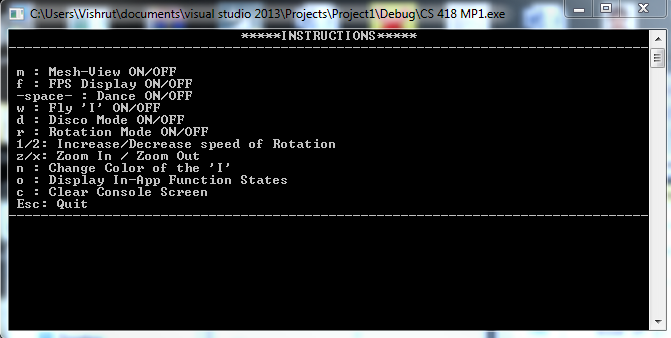 C:\Users\Vishrut\documents\visual studio 2013\Projects\Project1\Debug\CS 418 MP1.exe
*****INSTRUCTIONS*****
m : Mesh-View ON/OFF
f : FPS Display ON/OFF
-space- : Dance ON/OFF
w : Fly 'I' ON/OFF
d : Disco Mode ON/OFF
r : Rotation Mode ON/OFF
1/2: Increase/Decrease speed of Rotation
z/x: Zoom In / Zoom Out
n : Change Color of the 'I'
o : Display In-App Function States
c : Clear Console Screen
Esc: Quit